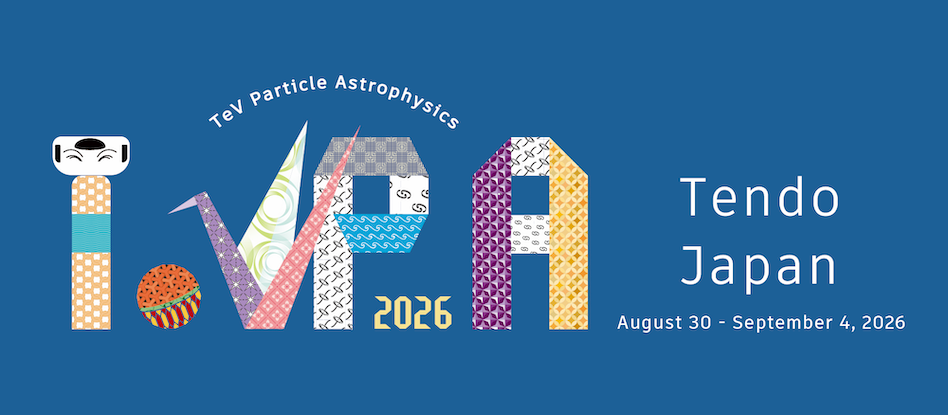 TeV Particle Astrophysics
TeVPA
2026
Tendo
Japan
August 30 - September 4, 2026